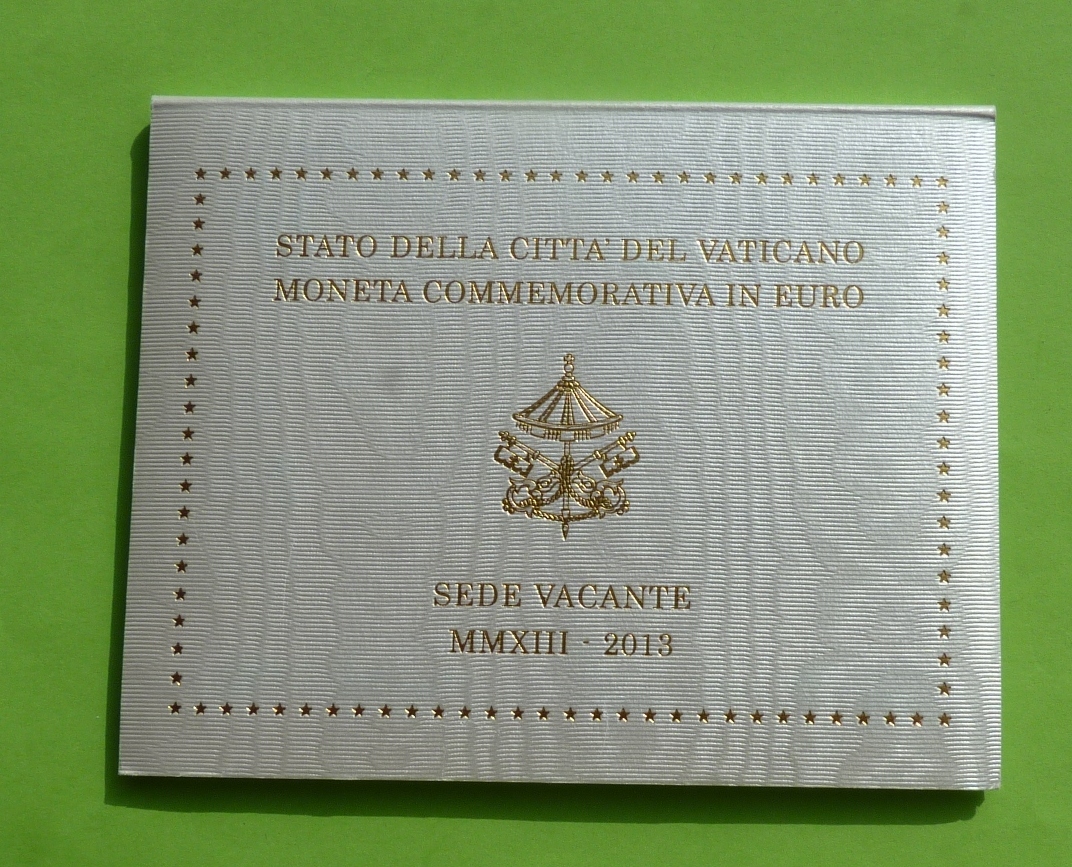 STATO DELLA CITTA' DEL VATICANO
MONETA COMMEMORATIVA IN EURO
SEDE VACANTE
MMXIII - 2013